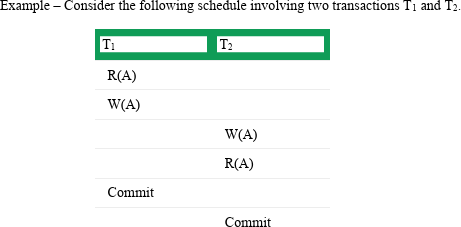 Example – Consider the following schedule involving two transactions T1 and T2.
T1 T2
R(A)
W(A)
W(A)
R(A)
Commit
Commit